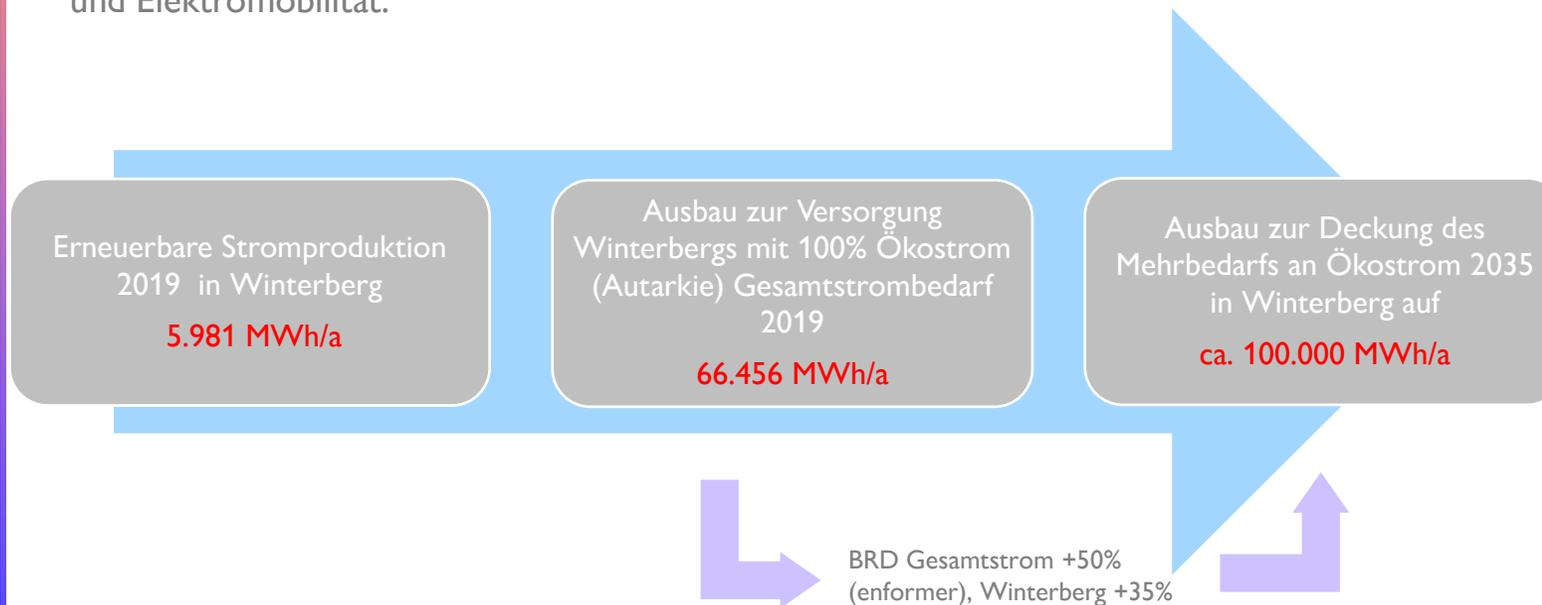 und Elektromobilität.
Erneuerbare Stromproduktion
2019 in Winterberg
5.981 MWh/a
Ausbau zur Versorgung
Winterbergs mit 100% Ökostrom
(Autarkie) Gesamtstrombedarf
2019
66.456 MWh/a
Ausbau zur Deckung des
Mehrbedarfs an Ökostrom 2035
in Winterberg auf
ca. 100.000 MWh/a
BRD Gesamtstrom +50%
(enformer), Winterberg +35%